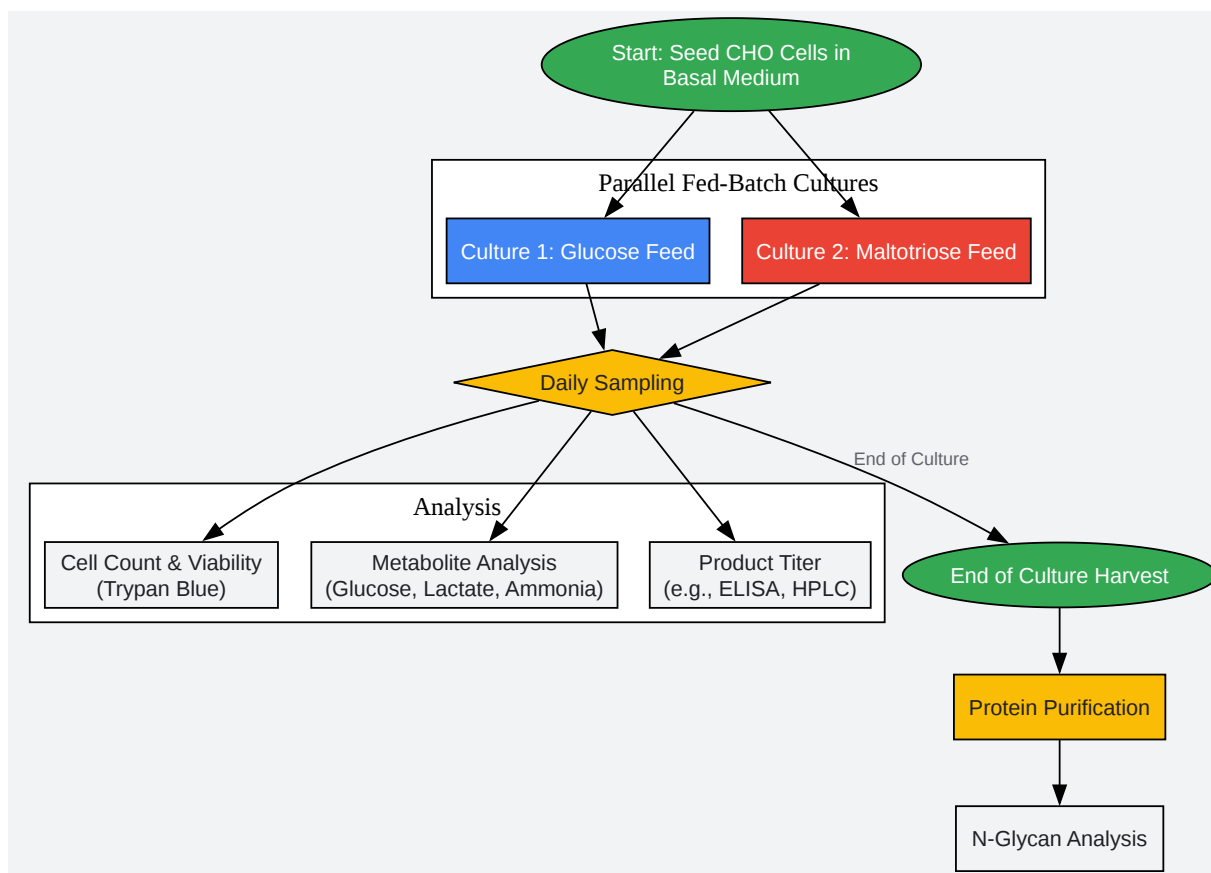 Start: Seed CHO Cells in
Basal Medium
Parallel Fed-Batch Cultures
Culture 1: Glucose Feed
Culture 2: Maltotriose Feed
Daily Sampling
End of Culture
Analysis
Cell Count & Viability
(Trypan Blue)
Metabolite Analysis
(Glucose, Lactate, Ammonia)
Product Titer
(e.g., ELISA, HPLC)
End of Culture Harvest
Protein Purification
N-Glycan Analysis